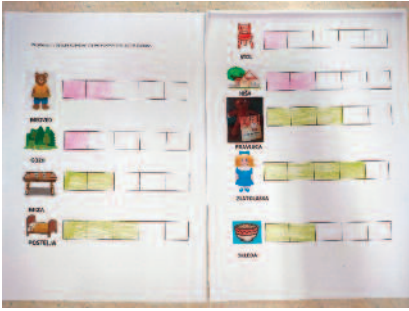 MEDVED
GOZD
MIZA
POSTELJA
STOL
HIŠA
PRAVLJICA
ZLATOLASKA
SKLEDA